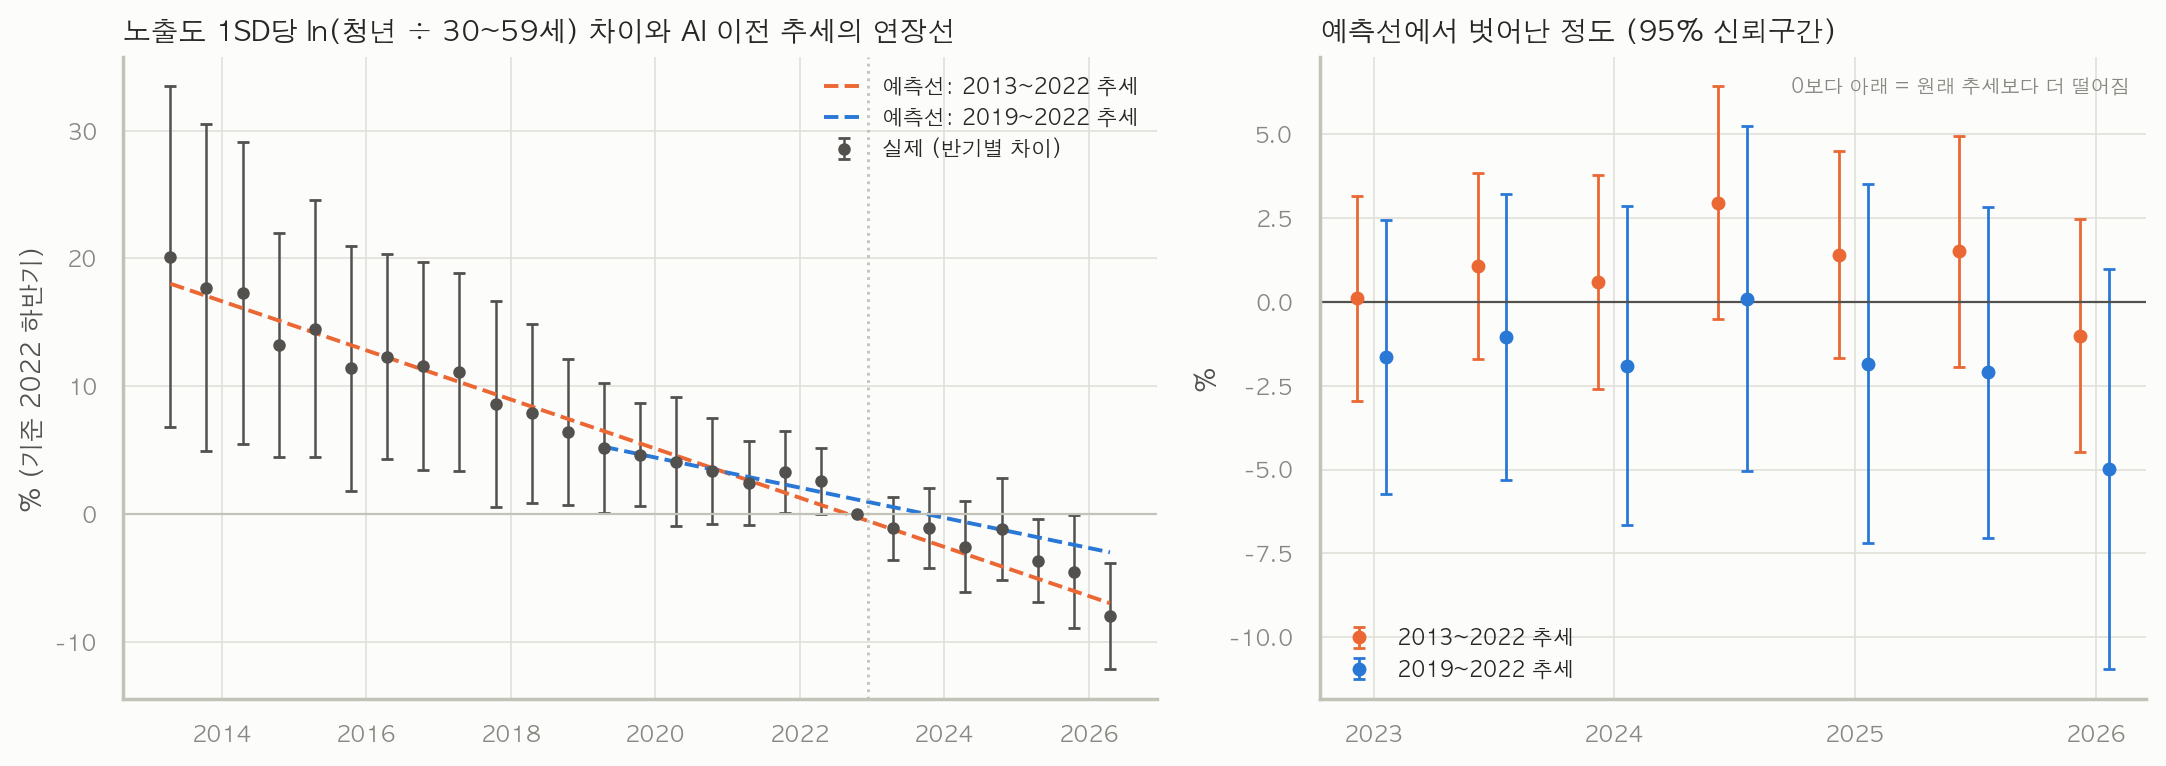 노출도 1SD당 ln(청년 ÷ 30~59세) 차이와 AI 이전 추세의 연장선
예측선: 2013~2022 추세
예측선: 2019~2022 추세
실제 (반기별 차이)
% (기준 2022 하반기)
30
20
10
0
-10
2014
2016
2018
2020
2022
2024
2026
예측선에서 벗어난 정도 (95% 신뢰구간)
0보다 아래 = 원래 추세보다 더 떨어짐
%
5.0
2.5
0.0
-2.5
-5.0
-7.5
-10.0
2013~2022 추세
2019~2022 추세
2023
2024
2025
2026